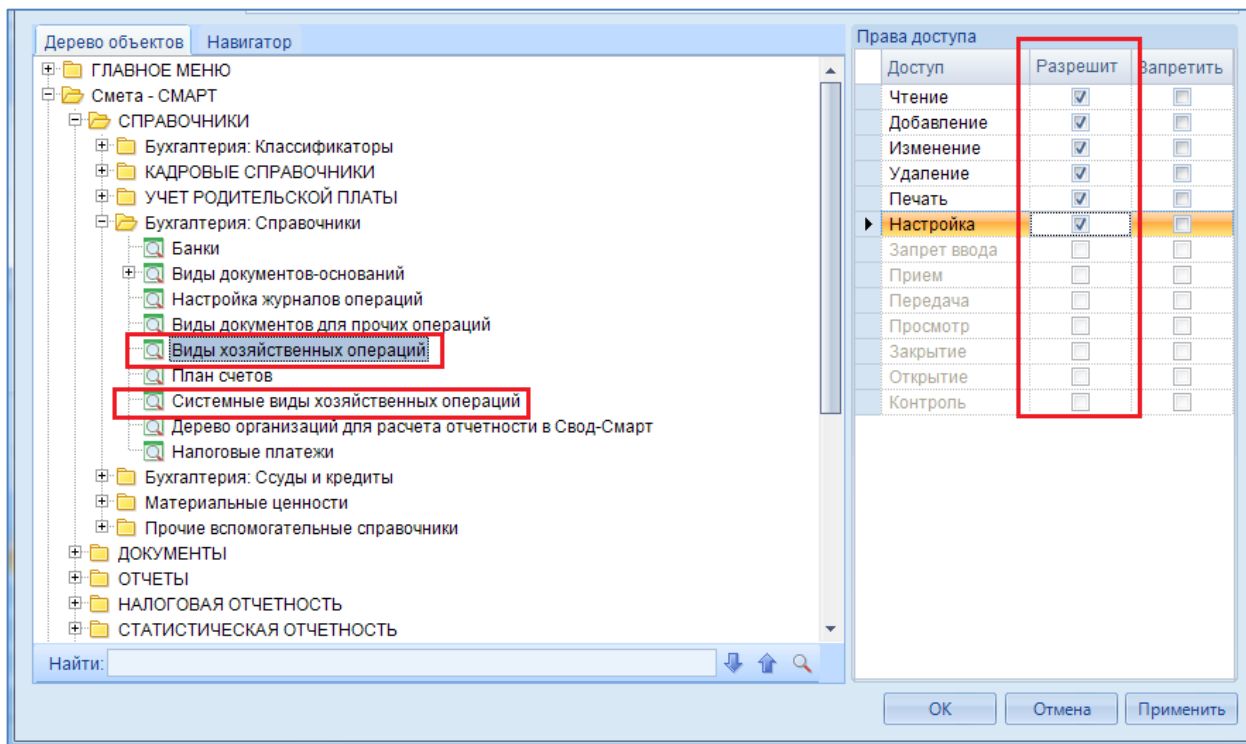 Дерево объектов Навигатор
ГЛАВНОЕ МЕНЮ
Смета - СМАРТ
СПРАВОЧНИКИ
Бухгалтерия: Классификаторы
КАДРОВЫЕ СПРАВОЧНИКИ
УЧЕТ РОДИТЕЛЬСКОЙ ПЛАТЫ
Бухгалтерия: Справочники
Банки
Виды документов-оснований
Настройка журналов операций
Виды документов для прочих операций
Виды хозяйственных операций
План счетов
Системные виды хозяйственных операций
Дерево организаций для расчета отчетности в Свод-Смарт
Налоговые платежи
Бухгалтерия: Ссуды и кредиты
Материальные ценности
Прочие вспомогательные справочники
ДОКУМЕНТЫ
ОТЧЕТЫ
НАЛОГОВАЯ ОТЧЕТНОСТЬ
СТАТИСТИЧЕСКАЯ ОТЧЕТНОСТЬ
Найти:
Права доступа
Доступ Разрешит Запретить
Чтение
Добавление
Изменение
Удаление
Печать
Настройка
Запрет ввода
Прием
Передача
Просмотр
Закрытие
Открытие
Контроль
ОК Отмена Применить